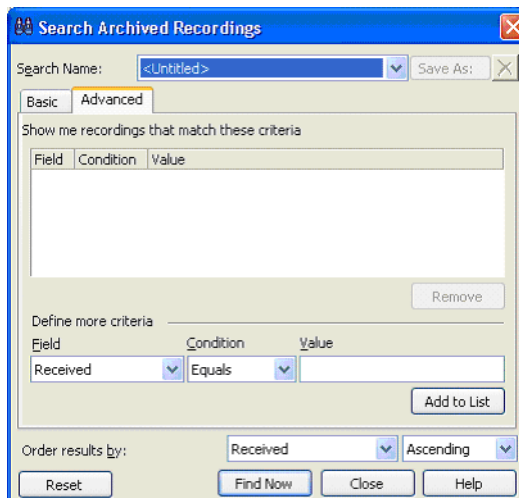 Search Archived Recordings
Search Name: <Untitled> Save As:
Basic Advanced
Show me recordings that match these criteria
Field Condition Value
Remove
Define more criteria
Field Condition Value
Received Equals
Add to List
Order results by: Received Ascending
Reset Find Now Close Help